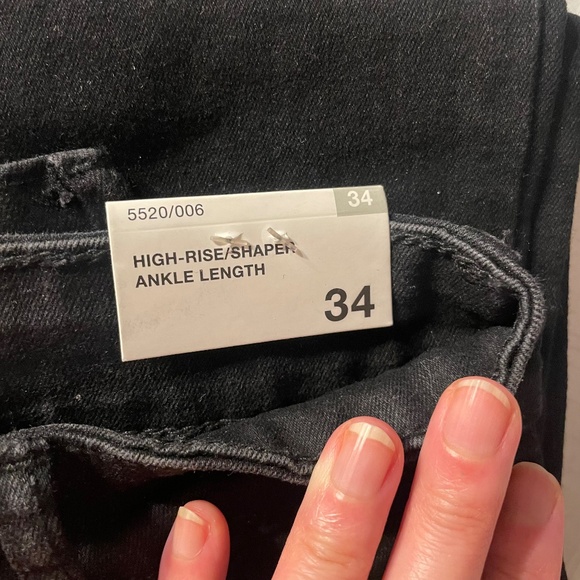 5520/006 34
HIGH-RISE/SHAPER
ANKLE LENGTH
34